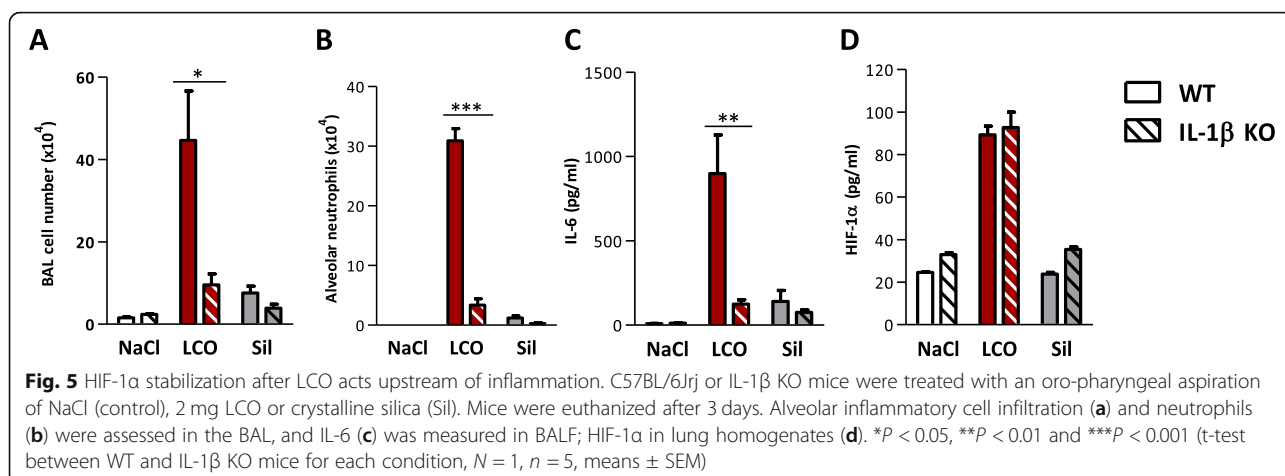 A
BAL cell number (x10⁴)
60
40
20
0
*
NaCl LCO Sil
B
Alveolar neutrophils (x10⁴)
40
30
20
10
0
***
NaCl LCO Sil
C
IL-6 (pg/ml)
1500
1000
500
0
**
NaCl LCO Sil
D
HIF-1α (pg/ml)
120
100
80
60
40
20
0
NaCl LCO Sil
WT
IL-1β KO
Fig. 5 HIF-1α stabilization after LCO acts upstream of inflammation. C57BL/6Jrj or IL-1β KO mice were treated with an oro-pharyngeal aspiration
of NaCl (control), 2 mg LCO or crystalline silica (Sil). Mice were euthanized after 3 days. Alveolar inflammatory cell infiltration (a) and neutrophils
(b) were assessed in the BAL, and IL-6 (c) was measured in BALF; HIF-1α in lung homogenates (d). *P < 0.05, **P < 0.01 and ***P < 0.001 (t-test
between WT and IL-1β KO mice for each condition, N = 1, n = 5, means ± SEM)